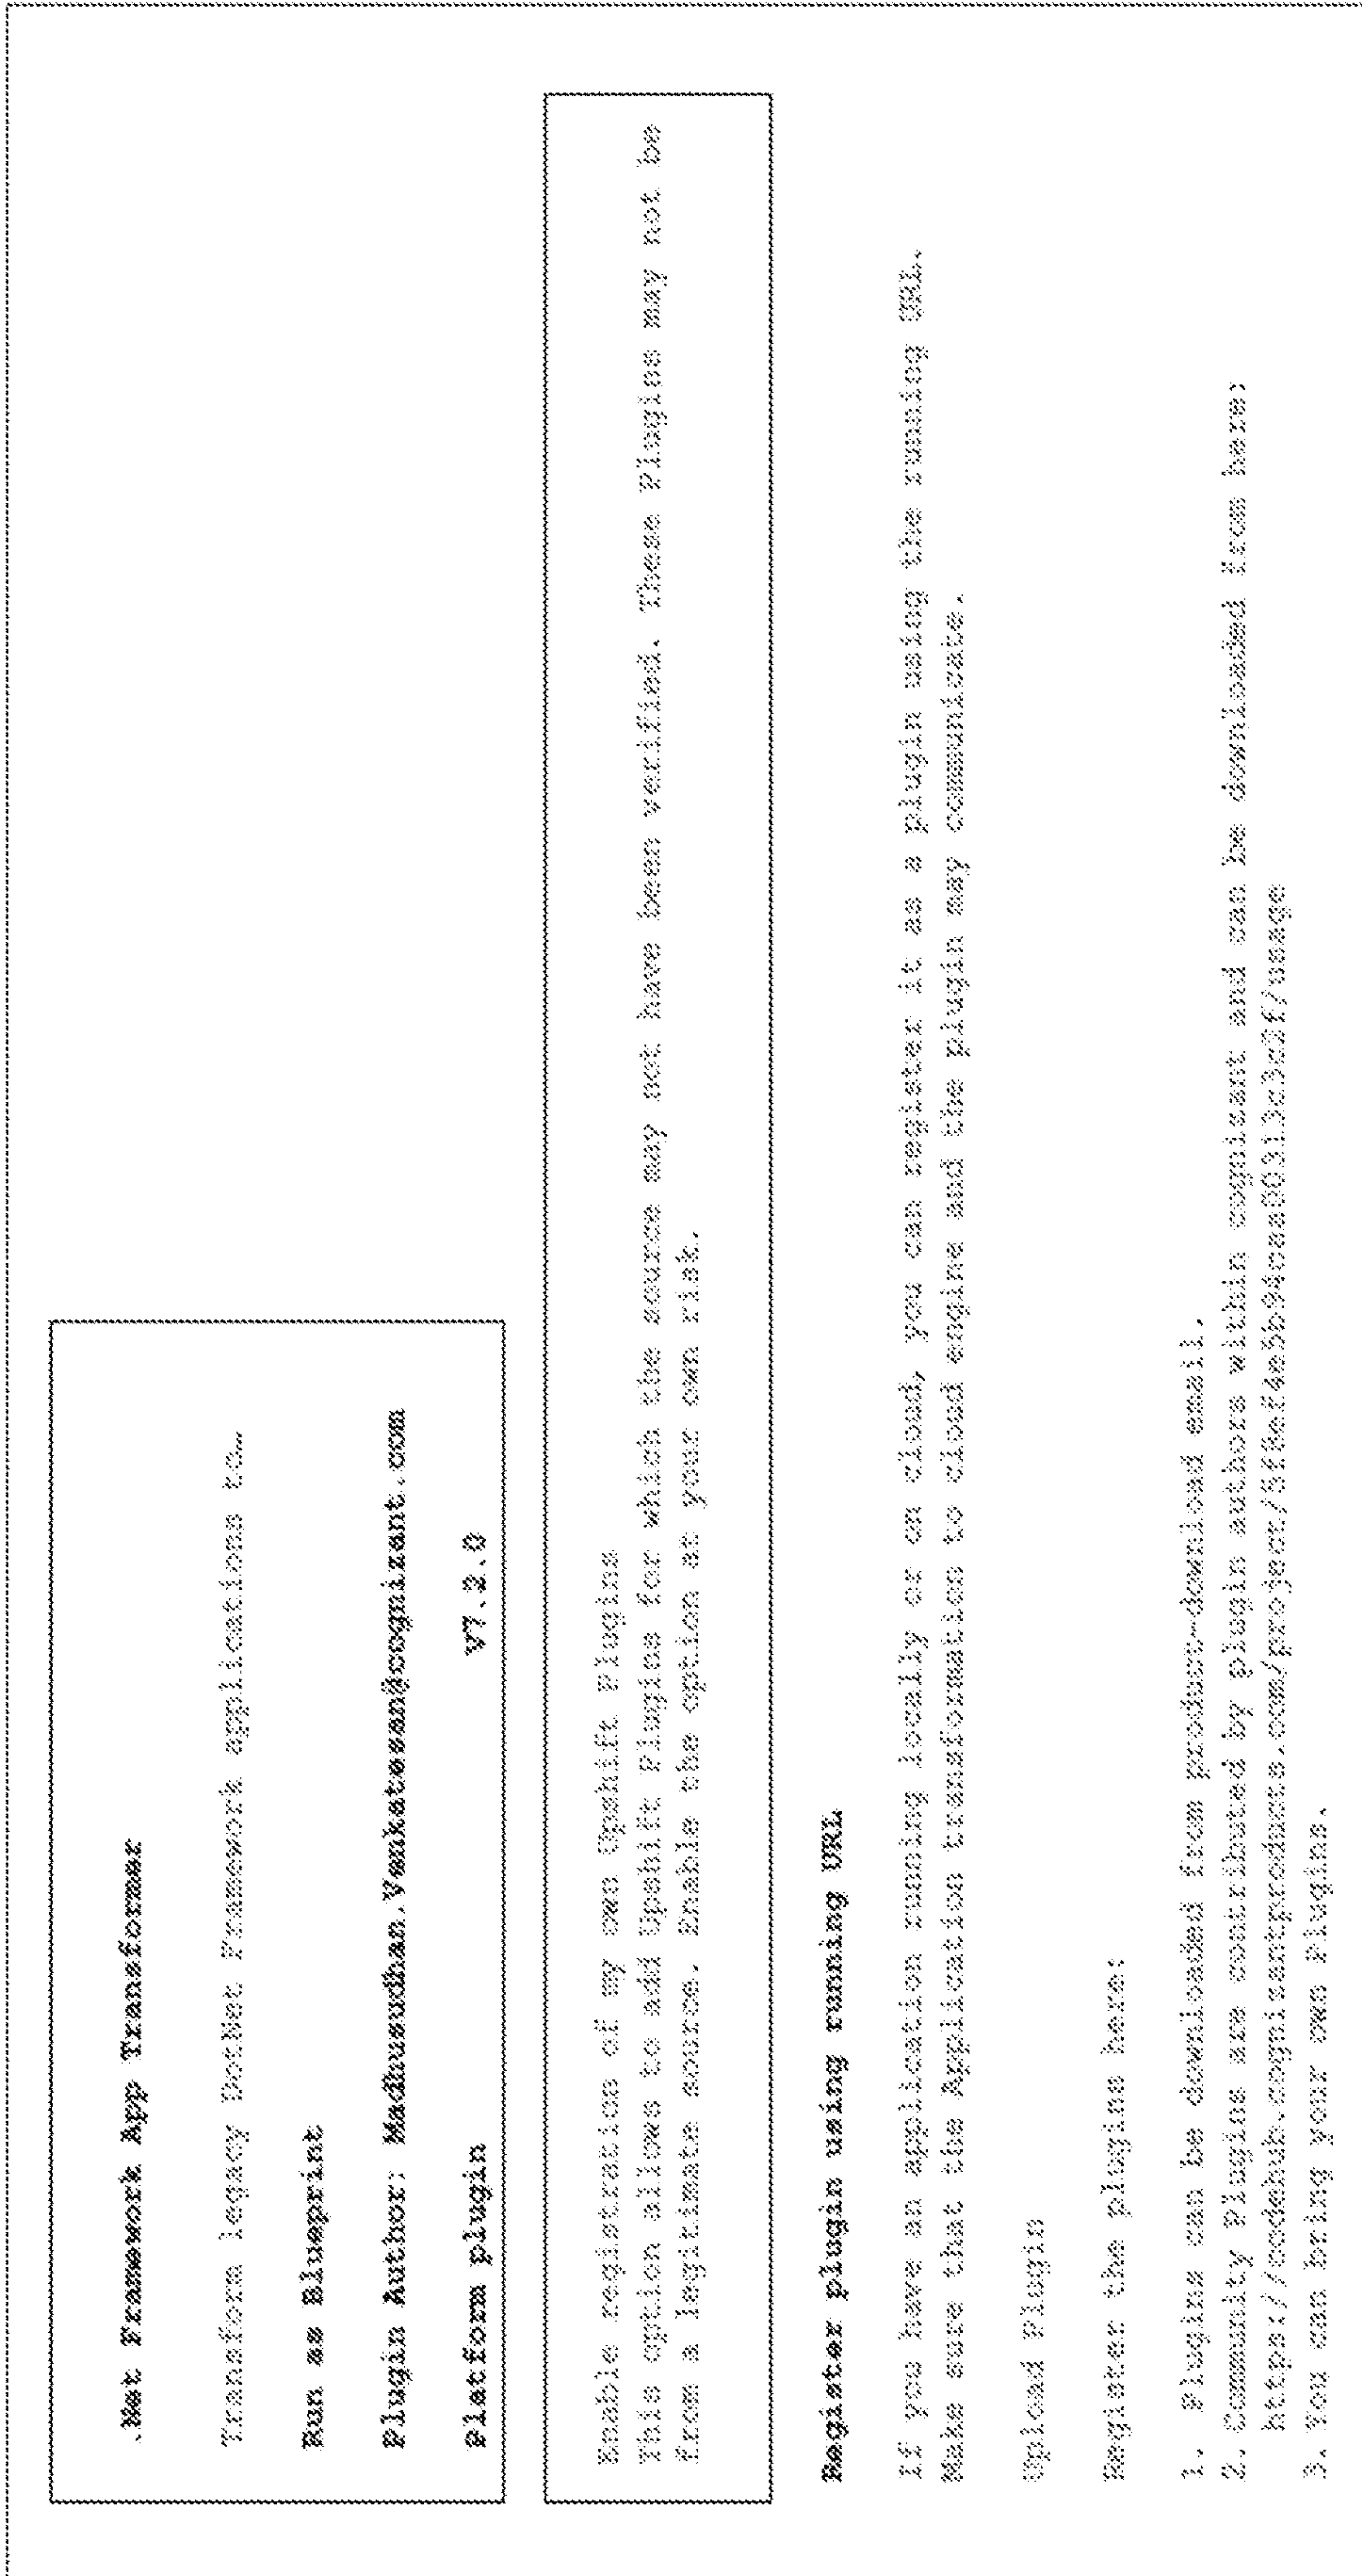 .Net Framework App Transformer
Transform legacy DotNet Framework applications to…
Run as Blueprint
Plugin Author: Madhusudhan.Venkatesan@cognizant.com
Platform plugin v7.2.0
Enable registration of my own Upshift Plugins
This option allows to add Upshift Plugins for which the source may not have been verified. These Plugins may not be
from a legitimate source. Enable the option at your own risk.
Register plugin using running URL
If you have an application running locally or on cloud, you can register it as a plugin using the running URL.
Make sure that the Application transformation to cloud engine and the plugin may communicate.
Upload Plugin
Register the plugins here:
1. Plugins can be downloaded from product-download email.
2. Community Plugins are contributed by plugin authors within cognizant and can be downloaded from here:
3. You can bring your own Plugins.